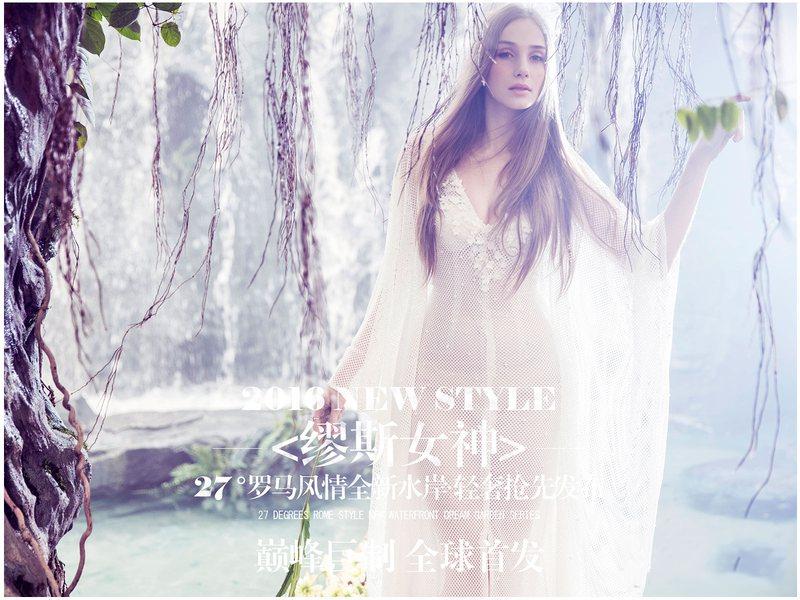 2016 NEW STYLE
<缪斯女神>
27°罗马风情全新水岸·轻奢抢先发布
27 DEGREES ROME STYLE WATERFRONT DREAM GARDEN SERIES
巅峰巨制 全球首发